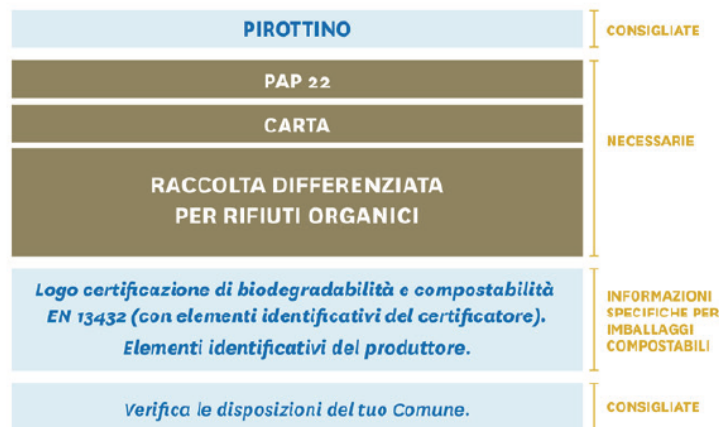 PIROTTINO
CONSIGLIATE
PAP 22
CARTA
NECESSARIE
RACCOLTA DIFFERENZIATA
PER RIFIUTI ORGANICI
Logo certificazione di biodegradabilità e compostabilità
EN 13432 (con elementi identificativi del certificatore).
Elementi identificativi del produttore.
INFORMAZIONI
SPECIFICHE PER
IMBALLAGGI
COMPOSTABILI
Verifica le disposizioni del tuo Comune.
CONSIGLIATE